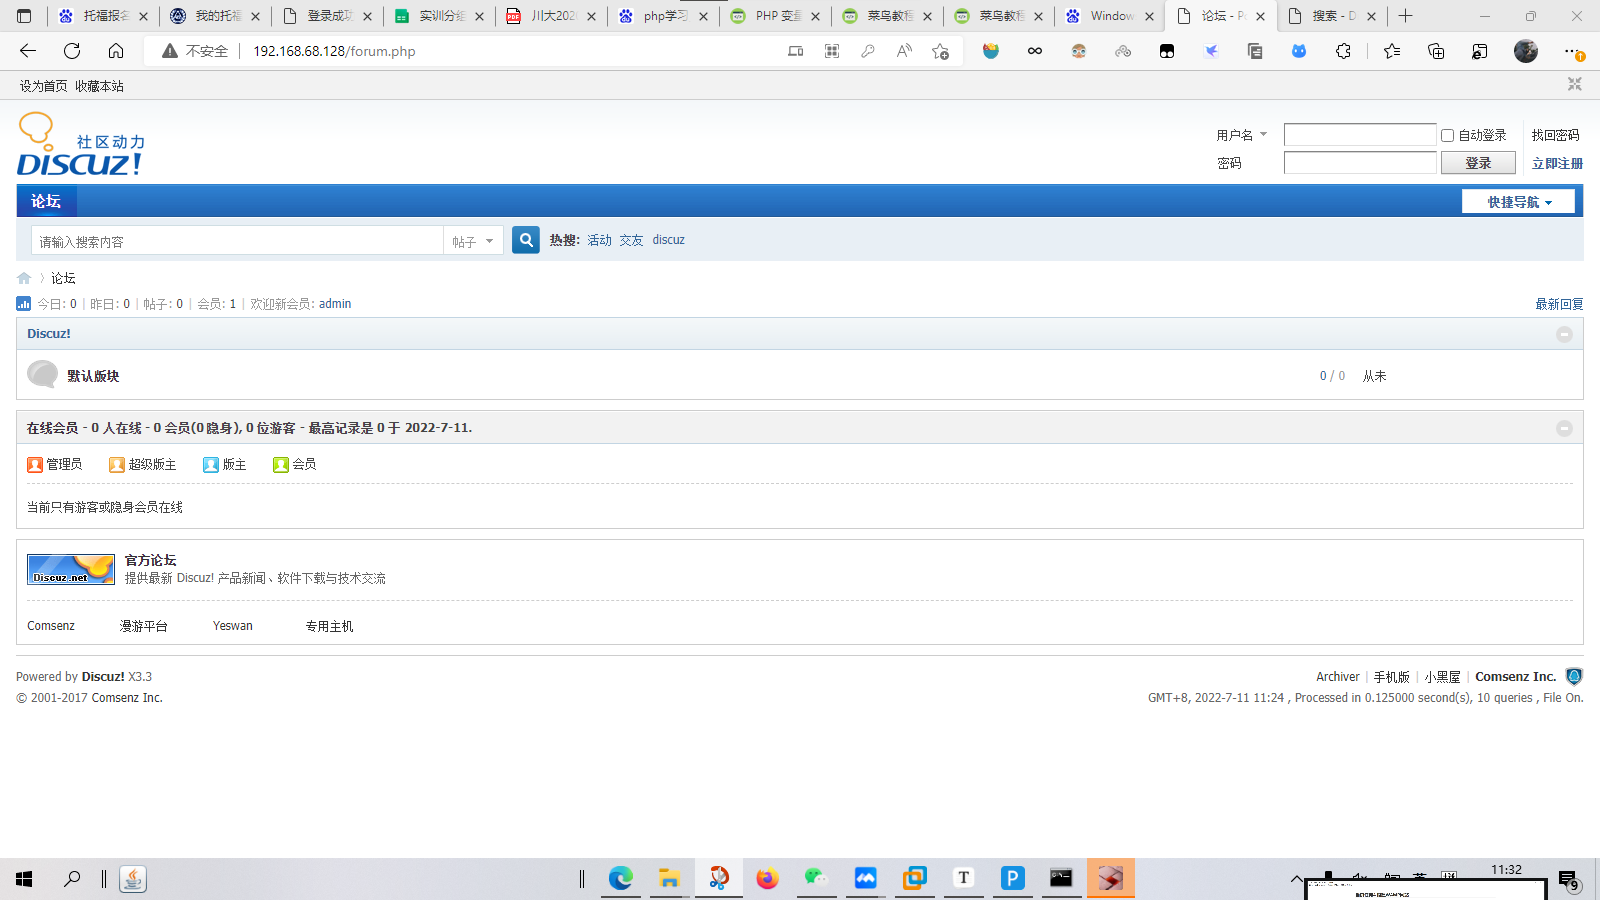 托福报名
我的托福
登录成功
实训分组
川大202
php学习
PHP 变量
菜鸟教程
菜鸟教程
Window
论坛 - Po
搜索 - D
不安全
192.168.68.128/forum.php
设为首页 收藏本站
社区动力
DISCUZ!
用户名
自动登录
找回密码
密码
登录
立即注册
论坛
快捷导航
请输入搜索内容
帖子
热搜: 活动 交友 discuz
论坛
今日: 0 | 昨日: 0 | 帖子: 0 | 会员: 1 | 欢迎新会员: admin
最新回复
Discuz!
默认版块
0 / 0
从未
在线会员 - 0 人在线 - 0 会员(0 隐身), 0 位游客 - 最高记录是 0 于 2022-7-11.
管理员
超级版主
版主
会员
当前只有游客或隐身会员在线
Discuz.net
官方论坛
提供最新 Discuz! 产品新闻、软件下载与技术交流
Comsenz
漫游平台
Yeswan
专用主机
Powered by Discuz! X3.3
Archiver | 手机版 | 小黑屋 | Comsenz Inc.
© 2001-2017 Comsenz Inc.
GMT+8, 2022-7-11 11:24 , Processed in 0.125000 second(s), 10 queries , File On.
11:32
9